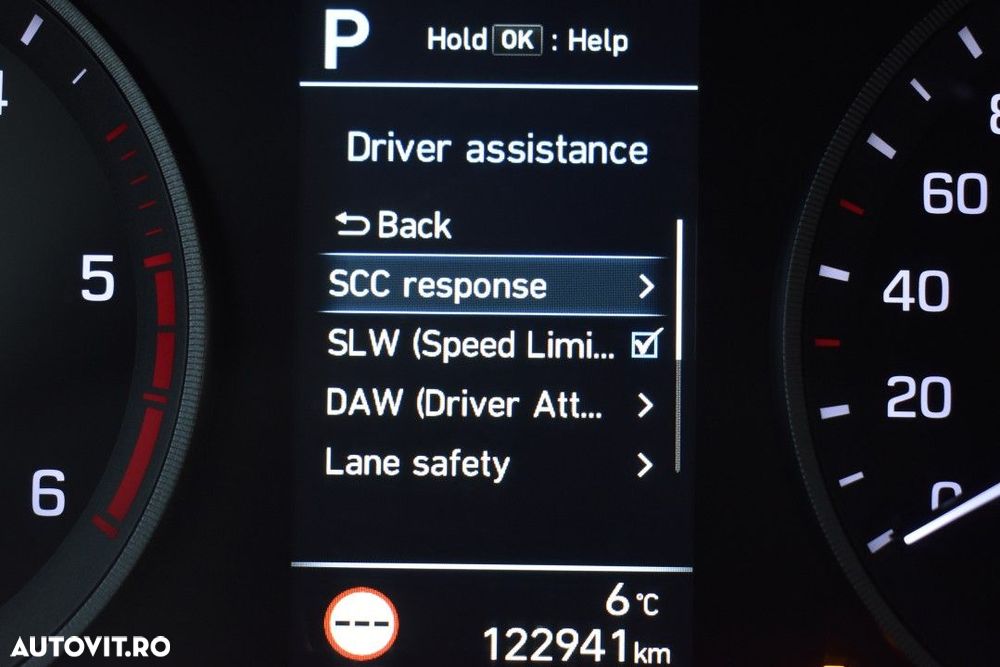 P
Hold OK : Help
Driver assistance
Back
SCC response
SLW (Speed Limi...
DAW (Driver Att...
Lane safety
---
6°C
122941km
5
6
60
40
20
0
AUTOVIT.RO